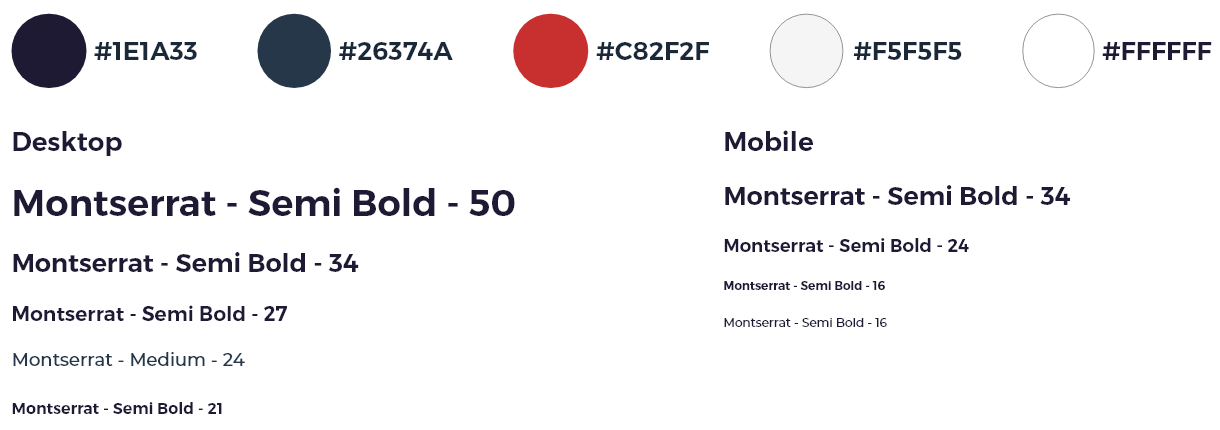 #1E1A33 #26374A #C82F2F #F5F5F5 #FFFFFF
Desktop
Montserrat - Semi Bold - 50
Montserrat - Semi Bold - 34
Montserrat - Semi Bold - 27
Montserrat - Medium - 24
Montserrat - Semi Bold - 21
Mobile
Montserrat - Semi Bold - 34
Montserrat - Semi Bold - 24
Montserrat - Semi Bold - 16
Montserrat - Semi Bold - 16